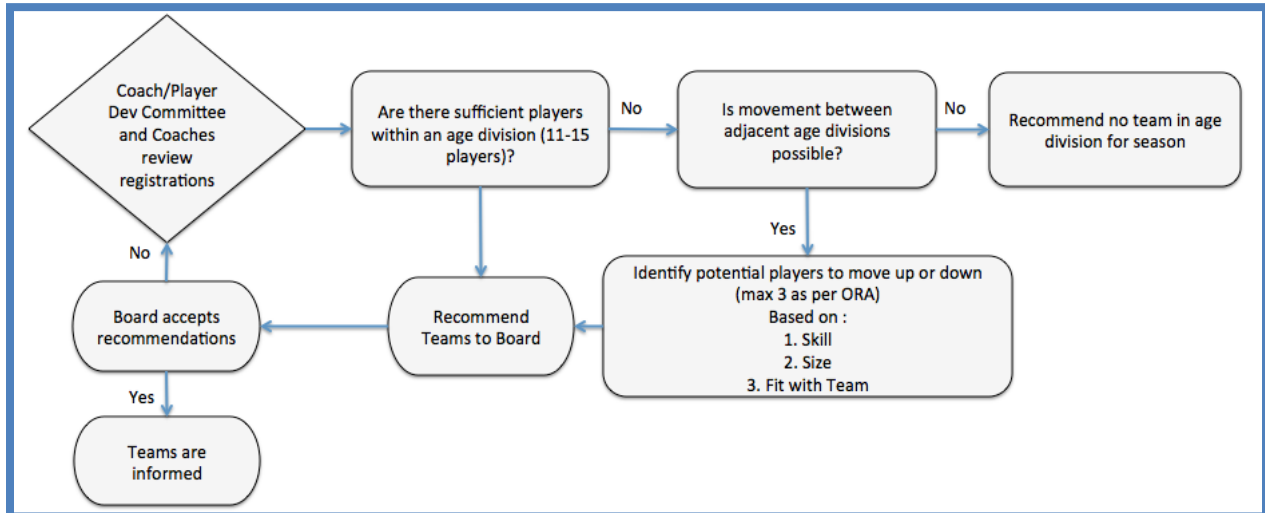 Coach/Player
Dev Committee
and Coaches
review
registrations
Are there sufficient players
within an age division (11-15
players)?
No
Is movement between
adjacent age divisions
possible?
No
Recommend no team in age
division for season
Yes
Identify potential players to move up or down
(max 3 as per ORA)
Based on :
1. Skill
2. Size
3. Fit with Team
Recommend
Teams to Board
No
Board accepts
recommendations
Yes
Teams are
informed